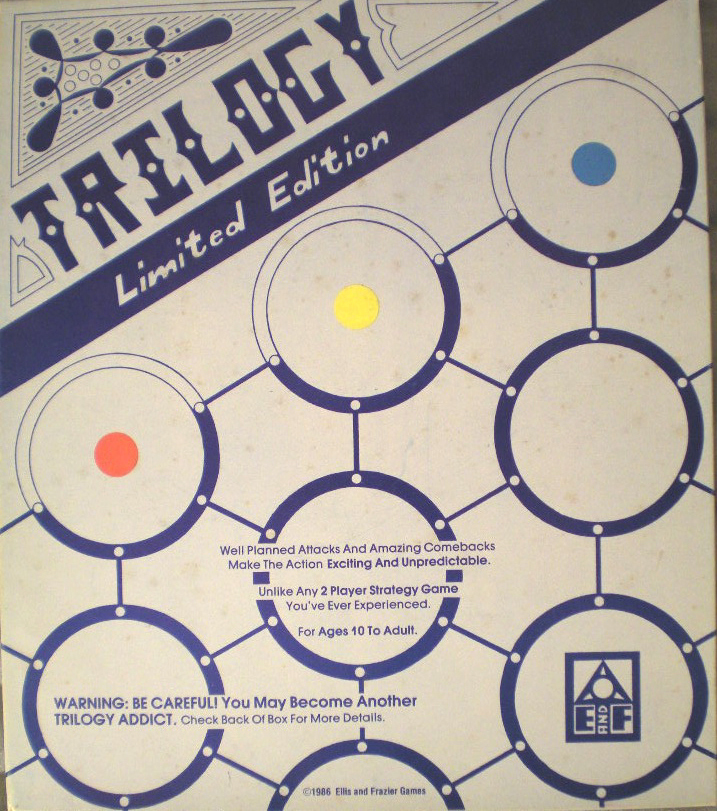 TRILOGY
Limited Edition
Well Planned Attacks And Amazing Comebacks
Make The Action Exciting And Unpredictable.
Unlike Any 2 Player Strategy Game
You've Ever Experienced.
For Ages 10 To Adult.
WARNING: BE CAREFUL! You May Become Another
TRILOGY ADDICT. Check Back Of Box For More Details.
E AND F
©1986 Ellis and Frazier Games